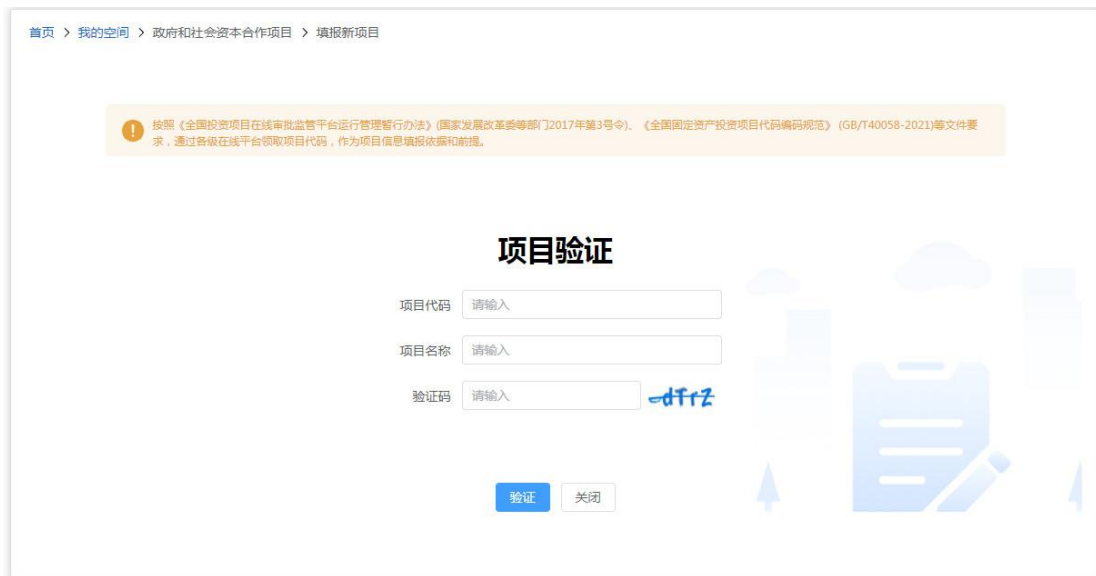 首页 > 我的空间 > 政府和社会资本合作项目 > 填报新项目
按照《全国投资项目在线审批监管平台运行管理暂行办法》(国家发展改革委等部门2017年第3号令)、《全国固定资产投资项目代码编码规范》 (GB/T40058-2021)等文件要
求，通过各级在线平台领取项目代码，作为项目信息填报依据和前提。
项目验证
项目代码 请输入
项目名称 请输入
验证码 请输入 dTrZ
验证 关闭